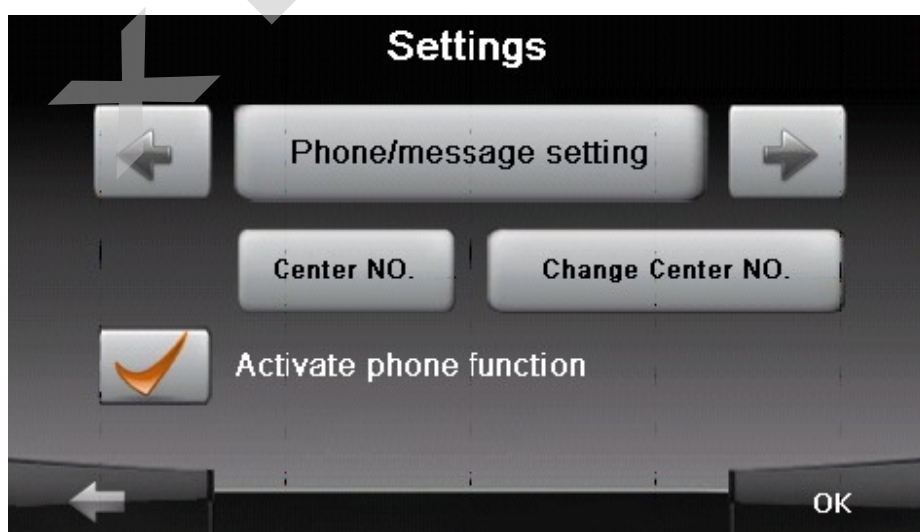 Settings
Phone/message setting
Center NO.
Change Center NO.
Activate phone function
OK